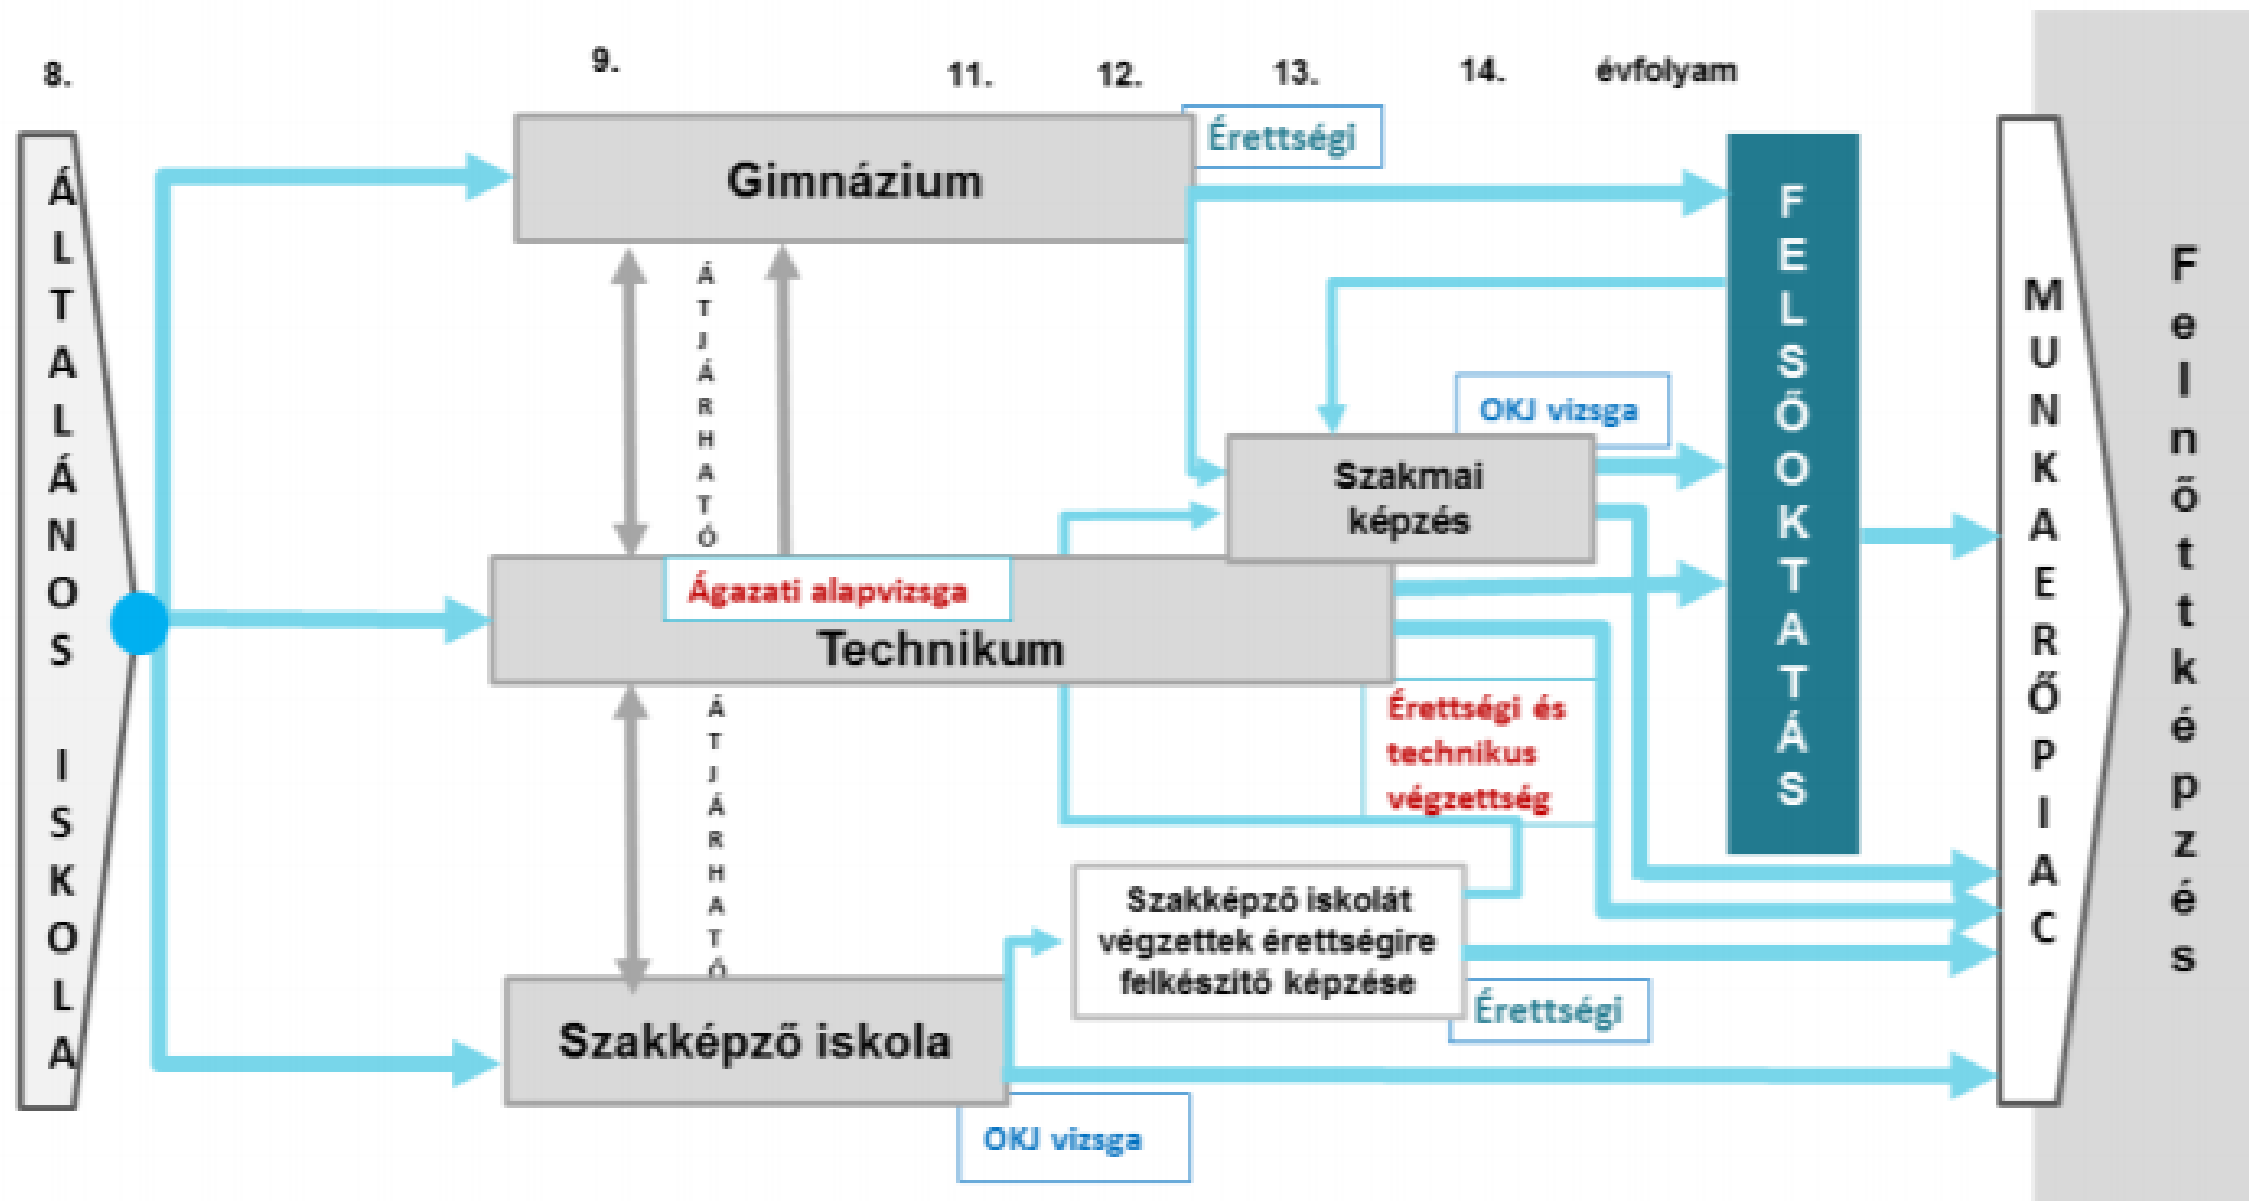 8.
9.
11.
12.
13.
14.
évfolyam
ÁLTALÁNOS ISKOLA
Gimnázium
Érettségi
ÁTJÁRHATÓ
FELSŐOKTATÁS
OKJ vizsga
Szakmai
képzés
Ágazati alapvizsga
Technikum
ÁTJÁRHATÓ
Érettségi és
technikus
végzettség
Szakképző iskolát
végzettek érettségire
felkészítő képzése
Érettségi
Szakképző iskola
OKJ vizsga
MUNKAERŐPIAC
Felnőttképzés